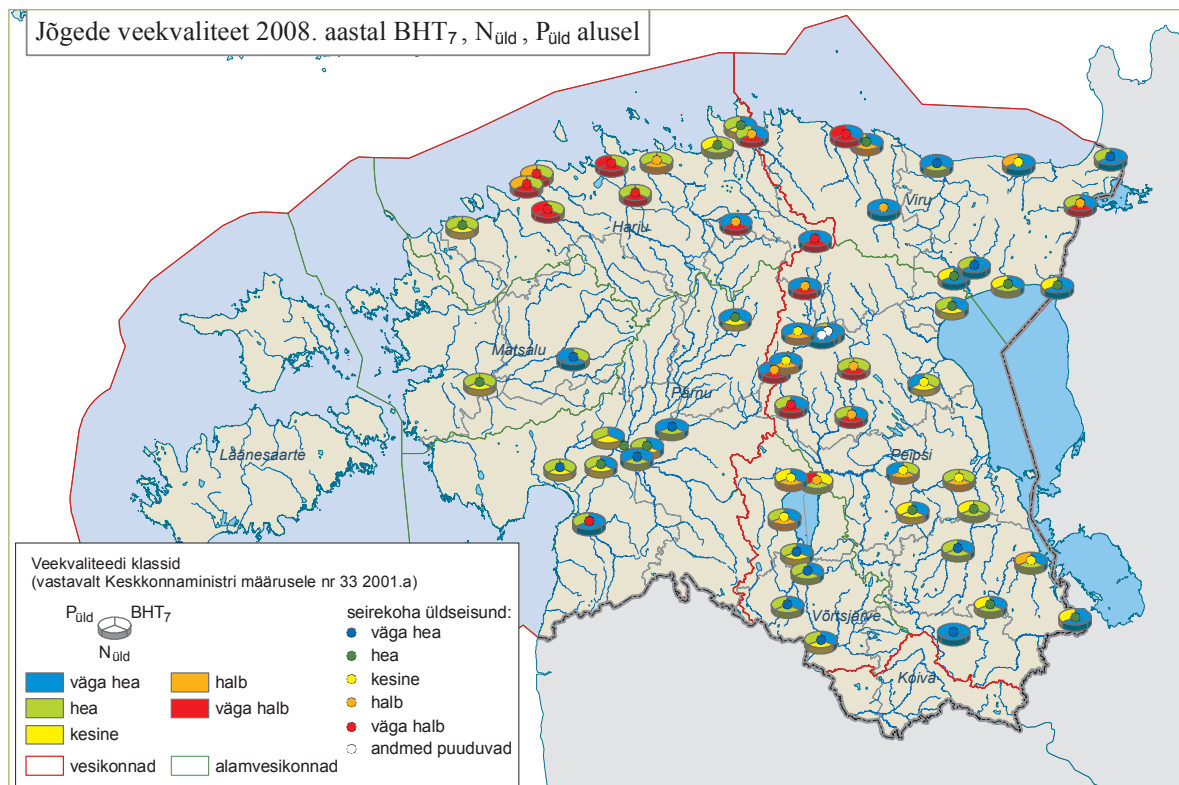 Jõgede veekvaliteet 2008. aastal BHT₇, Nüld, Püld alusel
Viru
Harju
Matsalu
Pärnu
Läänesaarte
Peipsi
Võrtsjärve
Koiva
Veekvaliteedi klassid
(vastavalt Keskkonnaministri määrusele nr 33 2001.a)
Püld BHT₇
Nüld
väga hea
hea
kesine
halb
väga halb
vesikonnad
alamvesikonnad
seirekoha üldseisund:
väga hea
hea
kesine
halb
väga halb
andmed puuduvad